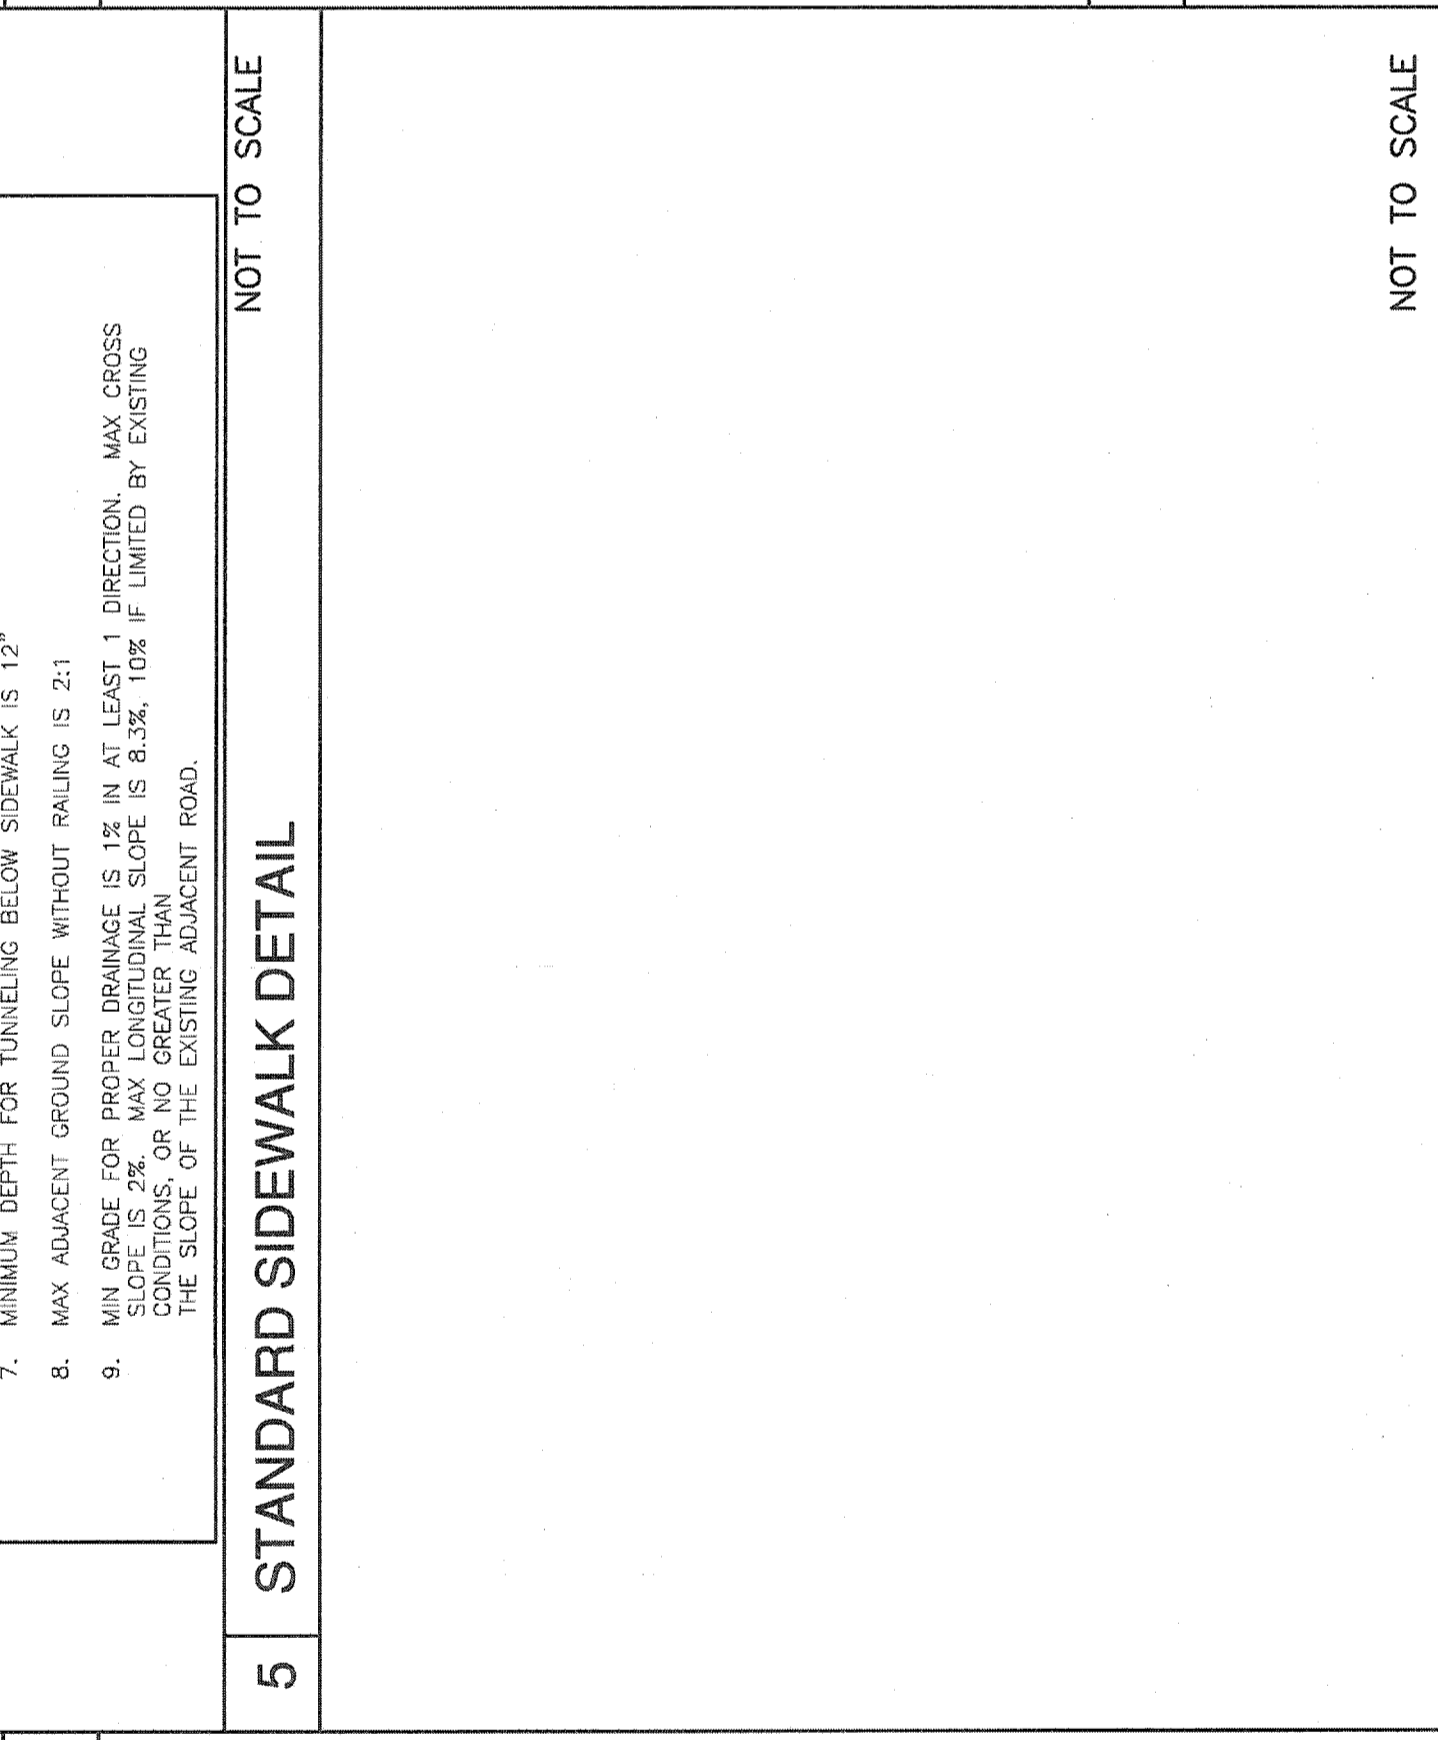 7. MINIMUM DEPTH FOR TUNNELING BELOW SIDEWALK IS 12"
8. MAX ADJACENT GROUND SLOPE WITHOUT RAILING IS 2:1
9. MIN GRADE FOR PROPER DRAINAGE IS 1% IN AT LEAST 1 DIRECTION. MAX CROSS
SLOPE IS 2%. MAX LONGITUDINAL SLOPE IS 8.3%, 10% IF LIMITED BY EXISTING
CONDITIONS, OR NO GREATER THAN
THE SLOPE OF THE EXISTING ADJACENT ROAD.
5 STANDARD SIDEWALK DETAIL NOT TO SCALE
NOT TO SCALE